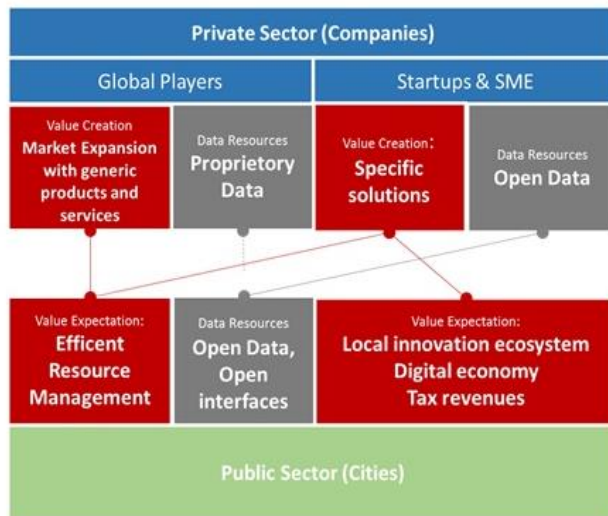 Private Sector (Companies)
Global Players
Startups & SME
Value Creation
Market Expansion
with generic
products and
services
Data Resources
Proprietory
Data
Value Creation:
Specific
solutions
Data Resources
Open Data
Value Expectation:
Efficent
Resource
Management
Data Resources
Open Data,
Open
interfaces
Value Expectation:
Local innovation ecosystem
Digital economy
Tax revenues
Public Sector (Cities)